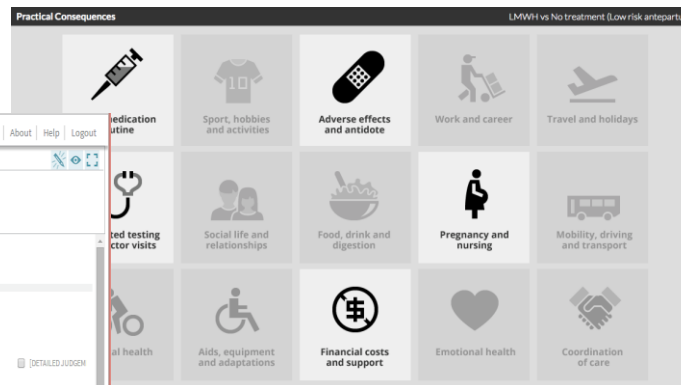 Practical Consequences
LMWH vs No treatment (Low risk antepartu
About | Help | Logout
edication
utine
Sport, hobbies
and activities
Adverse effects
and antidote
Work and career
Travel and holidays
ted testing
ctor visits
Social life and
relationships
Food, drink and
digestion
Pregnancy and
nursing
Mobility, driving
and transport
al health
Aids, equipment
and adaptations
Financial costs
and support
Emotional health
Coordination
of care
[DETAILED JUDGEM